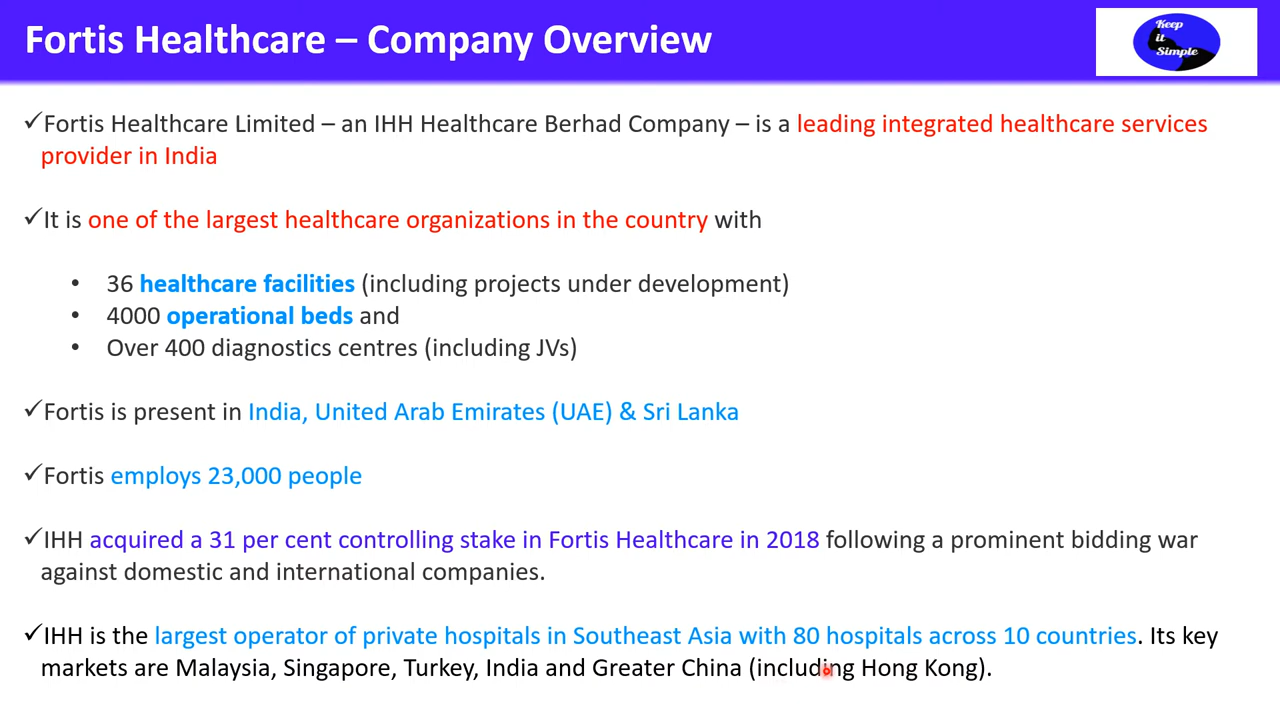 Fortis Healthcare – Company Overview
Keep
it
Simple
✓Fortis Healthcare Limited – an IHH Healthcare Berhad Company – is a leading integrated healthcare services
provider in India
✓It is one of the largest healthcare organizations in the country with
• 36 healthcare facilities (including projects under development)
• 4000 operational beds and
• Over 400 diagnostics centres (including JVs)
✓Fortis is present in India, United Arab Emirates (UAE) & Sri Lanka
✓Fortis employs 23,000 people
✓IHH acquired a 31 per cent controlling stake in Fortis Healthcare in 2018 following a prominent bidding war
against domestic and international companies.
✓IHH is the largest operator of private hospitals in Southeast Asia with 80 hospitals across 10 countries. Its key
markets are Malaysia, Singapore, Turkey, India and Greater China (including Hong Kong).